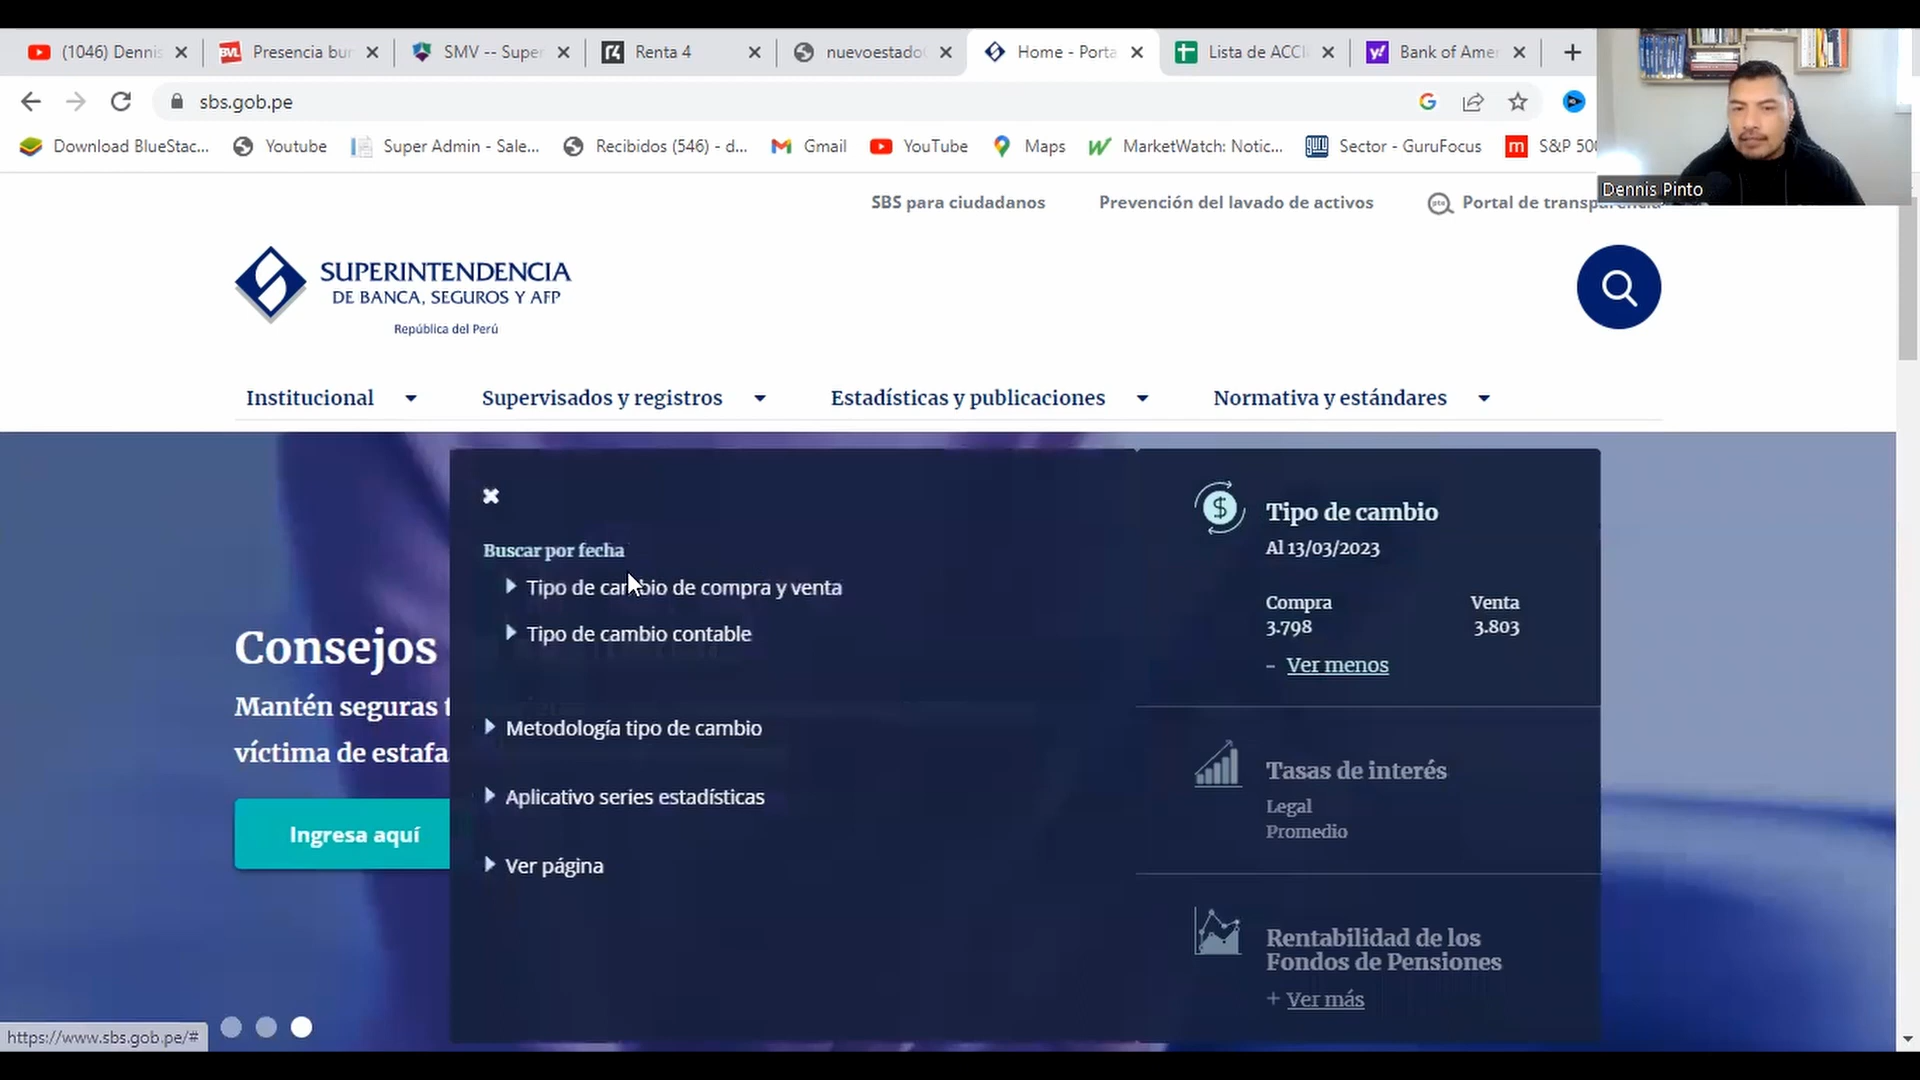 (1046) Dennis
Presencia bur
SMV -- Super
Renta 4
nuevoestado
Home - Porta
Lista de ACCI
Bank of Amer
sbs.gob.pe
Download BlueStac...
Youtube
Super Admin - Sale...
Recibidos (546) - d...
Gmail
YouTube
Maps
MarketWatch: Notic...
Sector - GuruFocus
S&P 500
Dennis Pinto
SBS para ciudadanos
Prevención del lavado de activos
Portal de transparencia
SUPERINTENDENCIA
DE BANCA, SEGUROS Y AFP
República del Perú
Institucional
Supervisados y registros
Estadísticas y publicaciones
Normativa y estándares
Consejos
Mantén seguras t
víctima de estafa
Ingresa aquí
Buscar por fecha
Tipo de cambio de compra y venta
Tipo de cambio contable
Metodología tipo de cambio
Aplicativo series estadísticas
Ver página
Tipo de cambio
Al 13/03/2023
Compra Venta
3.798 3.803
- Ver menos
Tasas de interés
Legal
Promedio
Rentabilidad de los
Fondos de Pensiones
+ Ver más
https://www.sbs.gob.pe/#